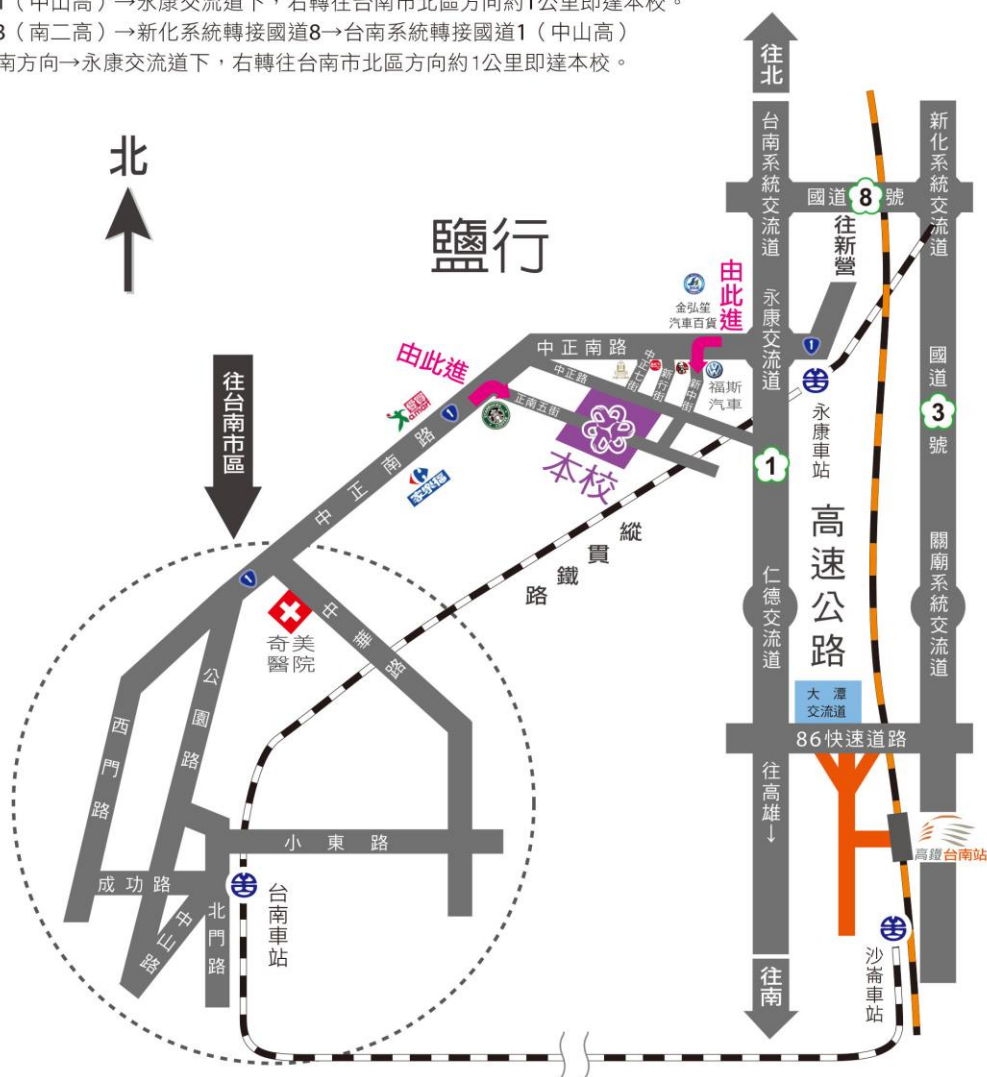 1（中山高）→永康交流道下，右轉往台南市北區方向約1公里即達本校。
3（南二高）→新化系統轉接國道8→台南系統轉接國道1（中山高）
南方向→永康交流道下，右轉往台南市北區方向約1公里即達本校。
往北
北
台南系統交流道
新化系統交流道
國道8號
往新營
鹽行
由此進
金弘笙
汽車百貨
永康交流道
中正南路
1
國道3號
由此進
中正路
中正七街
新行街
新中街
福斯
汽車
往台南市區
1
正南五街
永康車站
中正南路
本校
1
家樂福
高速公路
縱貫鐵路
關廟系統交流道
仁德交流道
1
奇美
醫院
中華路
公園路
西門路
大潭
交流道
86快速道路
往高雄↓
小東路
高鐵台南站
成功路
台南車站
北門路
中山路
沙崙車站
往南